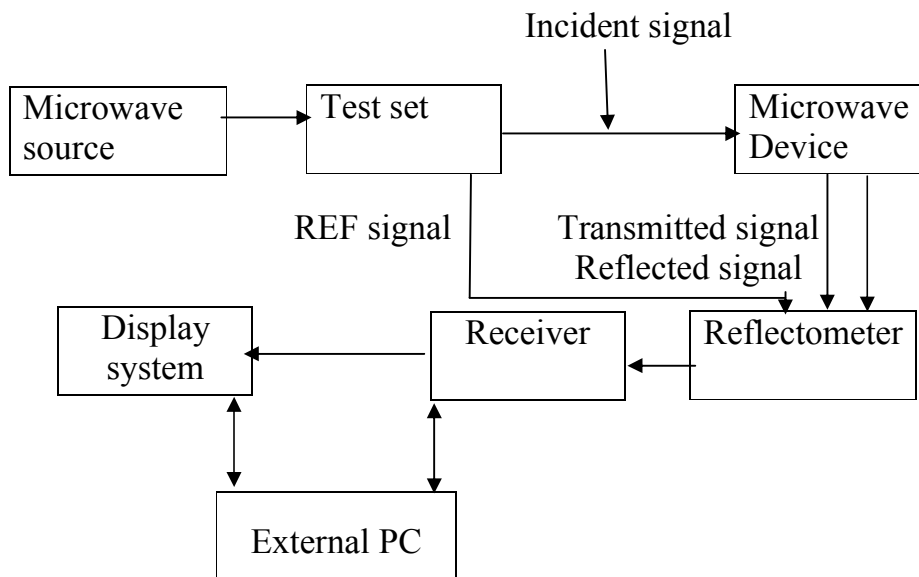 Incident signal
Microwave
source
Test set
Microwave
Device
REF signal
Transmitted signal
Reflected signal
Display
system
Receiver
Reflectometer
External PC